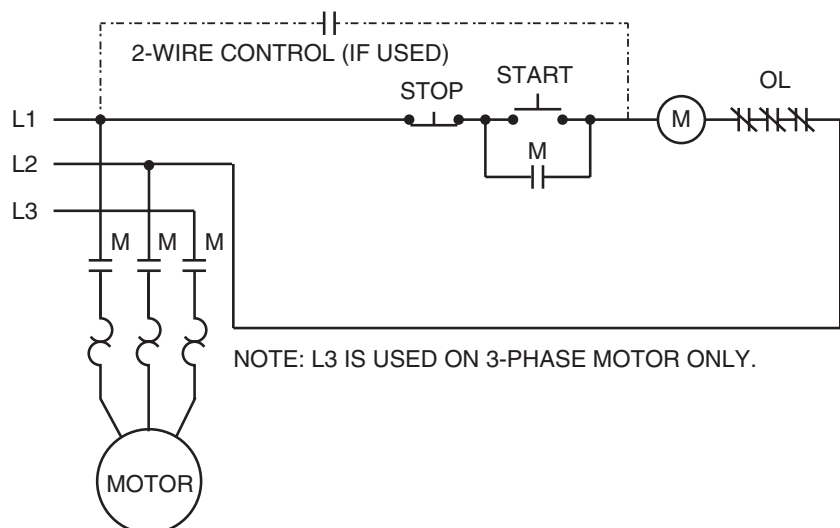 2-WIRE CONTROL (IF USED)
START
STOP
OL
L1
M
M
L2
L3
M
M
M
NOTE: L3 IS USED ON 3-PHASE MOTOR ONLY.
MOTOR